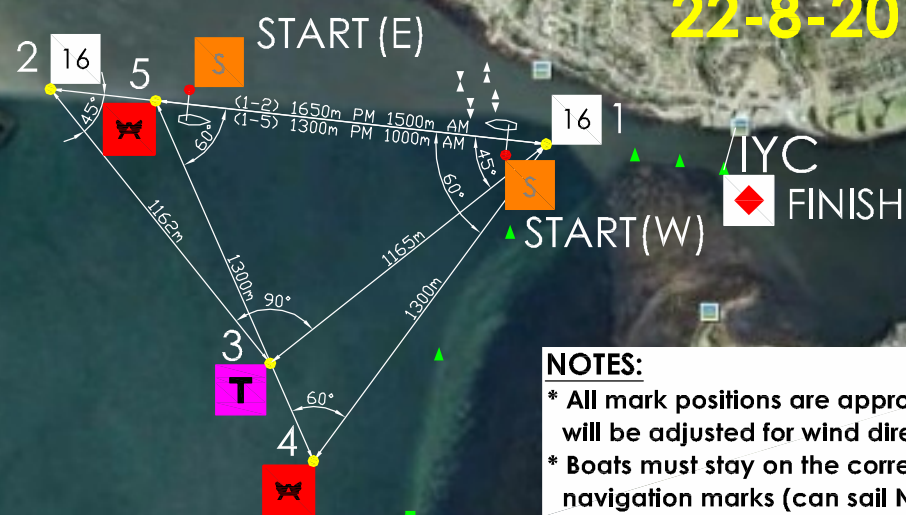 22-8-20
START (E)
2
16
5
S
45°
60°
(1-2) 1650m PM 1500m AM
(1-5) 1300m PM 1000m AM
16
1
45°
60°
S
IYC
FINISH
START(W)
1162m
1300m
1165m
1300m
90°
3
T
60°
4
NOTES:
* All mark positions are appro
will be adjusted for wind dire
* Boats must stay on the corre
navigation marks (can sail N